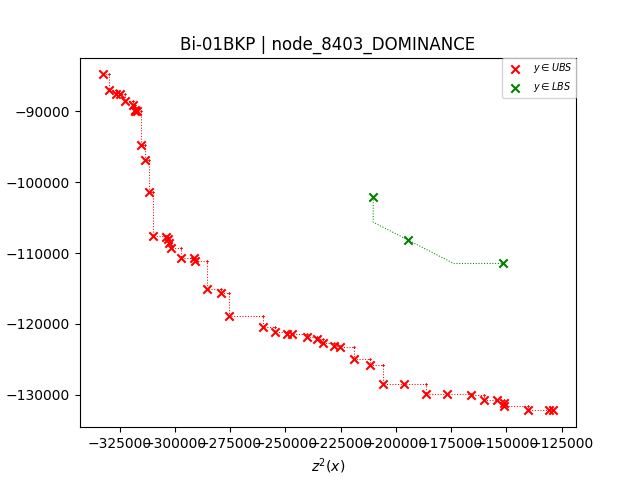 Bi-01BKP | node_8403_DOMINANCE
y ∈ UBS
y ∈ LBS
−90000
−100000
−110000
−120000
−130000
−325000 −300000 −275000 −250000 −225000 −200000 −175000 −150000 −125000
z²(x)